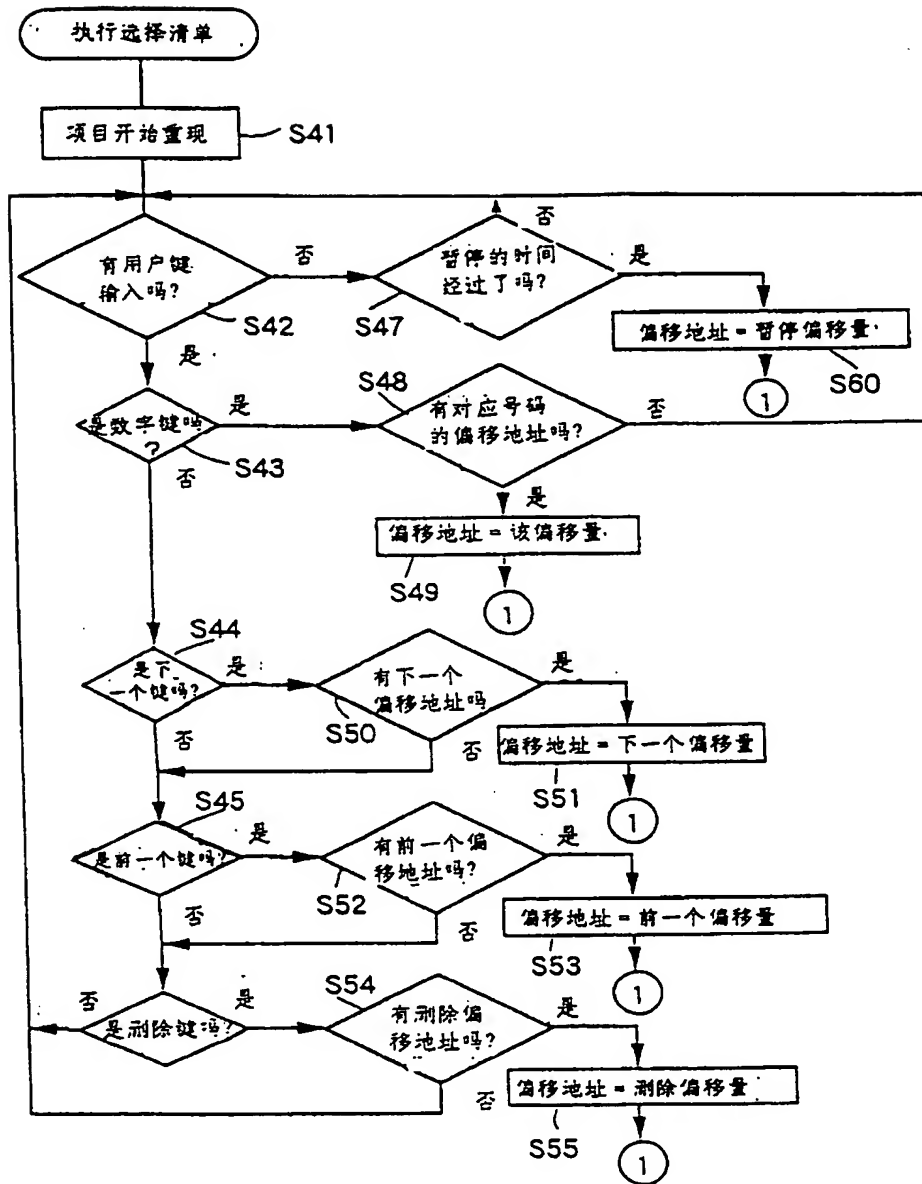 执行选择清单
项目开始重现
S41
有用户键
输入吗?
S42
否
是
暂停的时间
经过了吗?
S47
否
是
偏移地址=暂停偏移量
S60
1
是数字键吗
?
S43
是
否
S48
有对应号码
的偏移地址吗?
否
是
偏移地址=该偏移量
S49
1
S44
是下
一个键吗?
是
否
有下一个
偏移地址吗
S50
是
否
偏移地址=下一个偏移量
S51
1
S45
是前一个键吗?
是
否
有前一个偏
移地址吗?
S52
是
否
偏移地址=前一个偏移量
S53
1
否
是删除键吗?
是
S54
有删除偏
移地址吗?
是
否
偏移地址=删除偏移量
S55
1